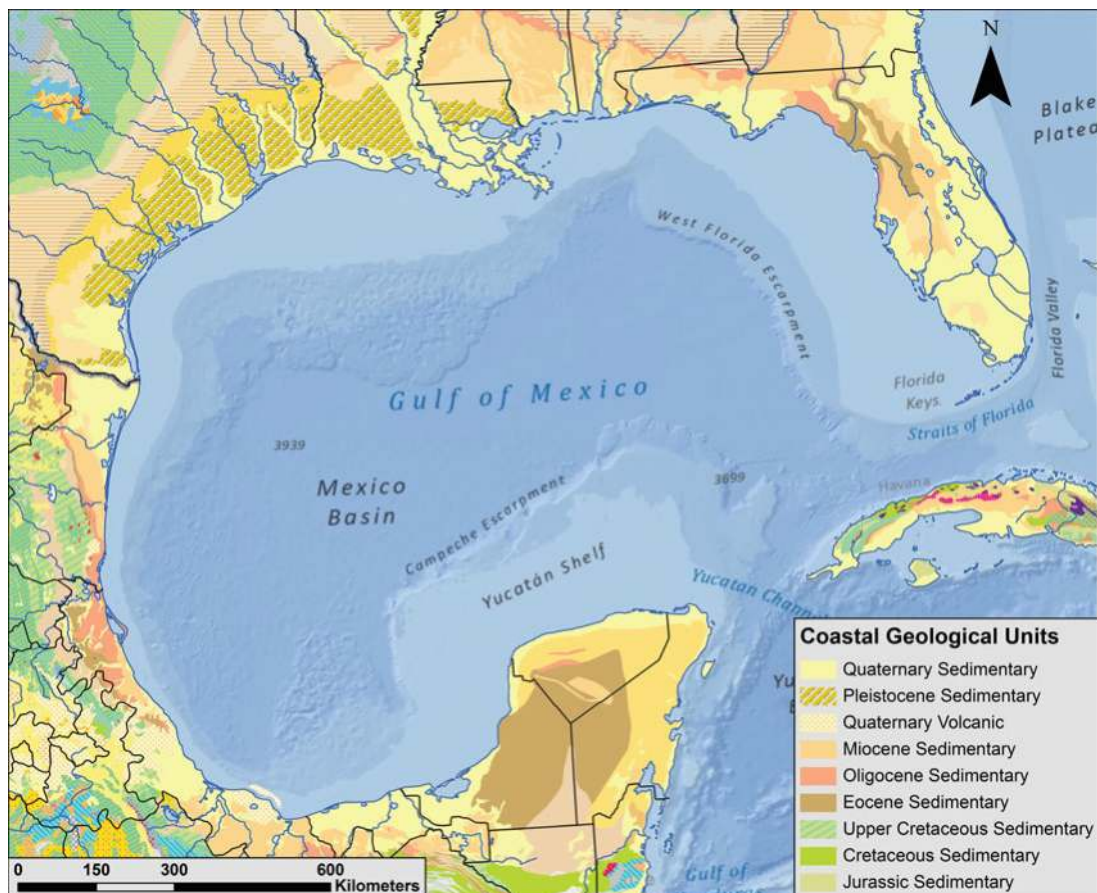 N
Blake
Plateau
West Florida Escarpment
Florida Valley
Gulf of Mexico
Florida
Keys
Straits of Florida
3939
Mexico
Basin
3699
Havana
Campeche Escarpment
Yucatán Shelf
Yucatan Channel
Coastal Geological Units
Quaternary Sedimentary
Pleistocene Sedimentary
Quaternary Volcanic
Miocene Sedimentary
Oligocene Sedimentary
Eocene Sedimentary
Upper Cretaceous Sedimentary
Cretaceous Sedimentary
Jurassic Sedimentary
Gulf of
0 150 300 600
Kilometers